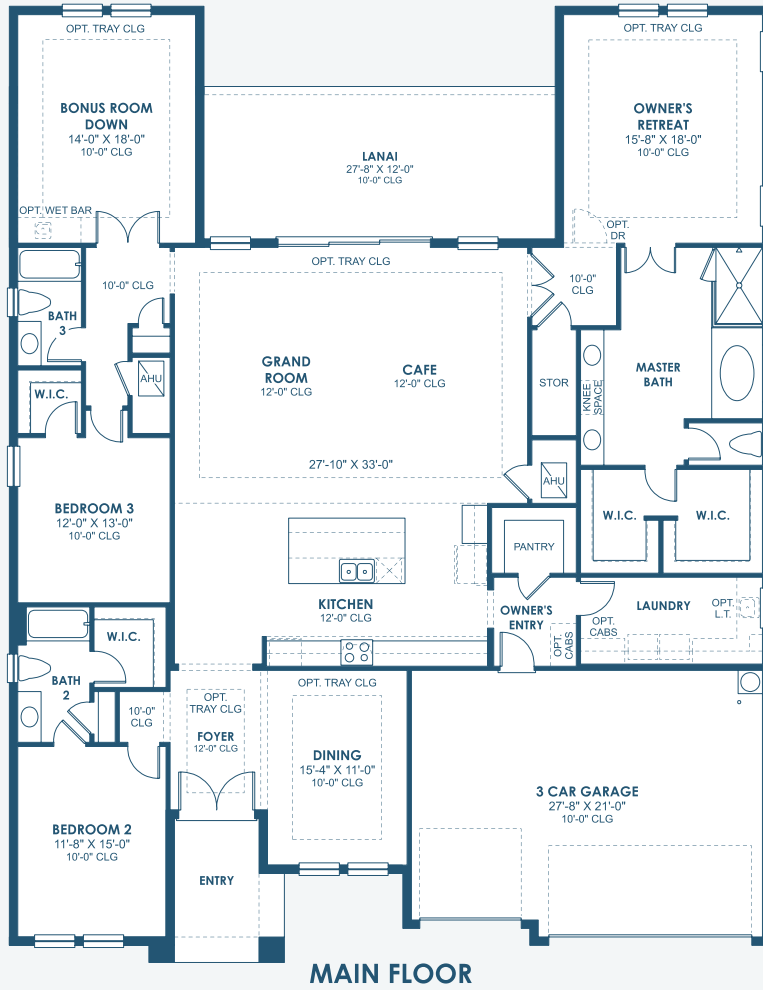 OPT. TRAY CLG
BONUS ROOM
DOWN
14'-0" X 18'-0"
10'-0" CLG
OPT. WET BAR
LANAI
27'-8" X 12'-0"
10'-0" CLG
OPT. TRAY CLG
OWNER'S
RETREAT
15'-8" X 18'-0"
10'-0" CLG
OPT.
DR
BATH
3
10'-0" CLG
AHU
W.I.C.
OPT. TRAY CLG
GRAND
ROOM
12'-0" CLG
CAFE
12'-0" CLG
27'-10" X 33'-0"
10'-0"
CLG
STOR
KNEE
SPACE
MASTER
BATH
AHU
W.I.C.
W.I.C.
BEDROOM 3
12'-0" X 13'-0"
10'-0" CLG
PANTRY
KITCHEN
12'-0" CLG
OWNER'S
ENTRY
OPT.
CABS
OPT.
CABS
LAUNDRY
OPT.
L.T.
W.I.C.
BATH
2
10'-0"
CLG
OPT.
TRAY CLG
FOYER
12'-0" CLG
OPT. TRAY CLG
DINING
15'-4" X 11'-0"
10'-0" CLG
3 CAR GARAGE
27'-8" X 21'-0"
10'-0" CLG
BEDROOM 2
11'-8" X 15'-0"
10'-0" CLG
ENTRY
MAIN FLOOR